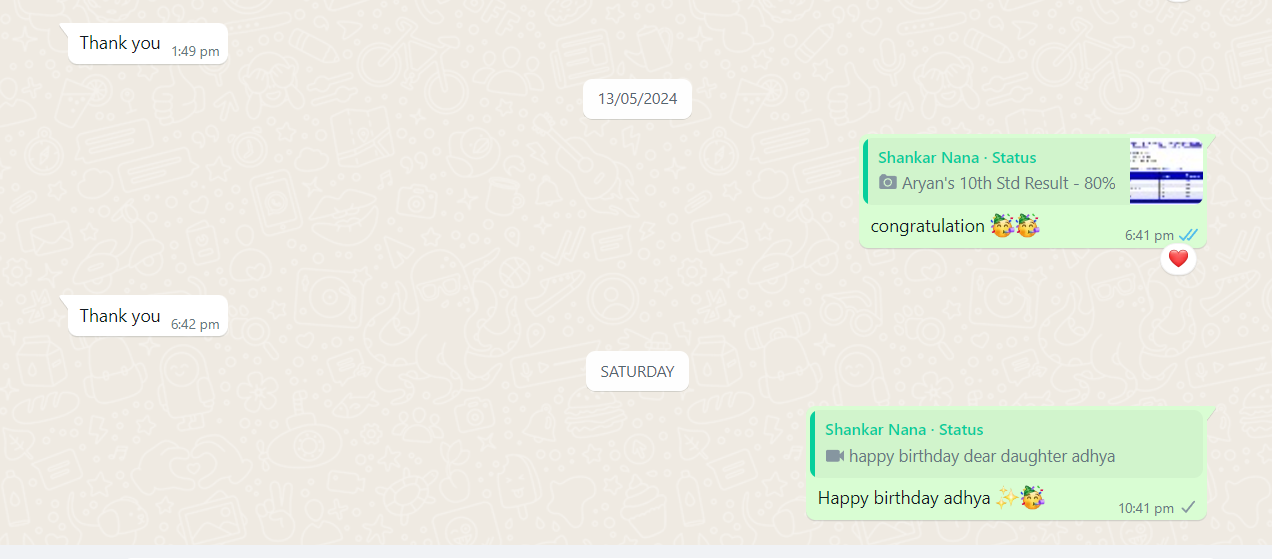 Thank you 1:49 pm
13/05/2024
Shankar Nana · Status
Aryan's 10th Std Result - 80%
congratulation 🥳🥳
6:41 pm
❤️
Thank you 6:42 pm
SATURDAY
Shankar Nana · Status
happy birthday dear daughter adhya
Happy birthday adhya ✨🥳
10:41 pm